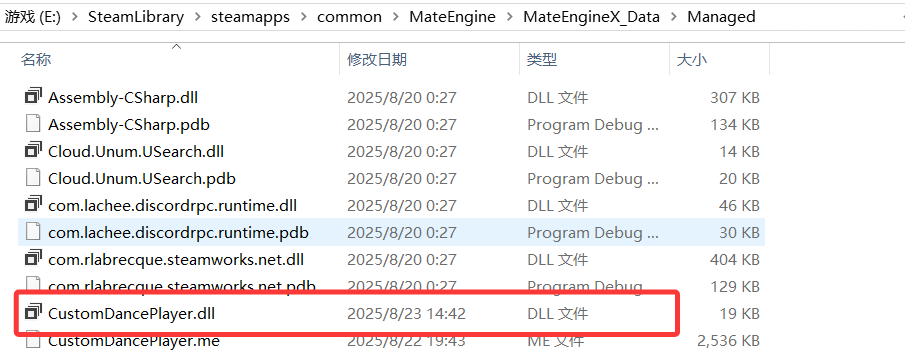 游戏 (E:) > SteamLibrary > steamapps > common > MateEngine > MateEngineX_Data > Managed
名称 修改日期 类型 大小
Assembly-CSharp.dll 2025/8/20 0:27 DLL 文件 307 KB
Assembly-CSharp.pdb 2025/8/20 0:27 Program Debug ... 134 KB
Cloud.Unum.USearch.dll 2025/8/20 0:27 DLL 文件 14 KB
Cloud.Unum.USearch.pdb 2025/8/20 0:27 Program Debug ... 20 KB
com.lachee.discordrpc.runtime.dll 2025/8/20 0:27 DLL 文件 46 KB
com.lachee.discordrpc.runtime.pdb 2025/8/20 0:27 Program Debug ... 30 KB
com.rlabrecque.steamworks.net.dll 2025/8/20 0:27 DLL 文件 404 KB
com.rlabrecque.steamworks.net.pdb 2025/8/20 0:27 Program Debug 129 KB
CustomDancePlayer.dll 2025/8/23 14:42 DLL 文件 19 KB
CustomDancePlayer.me 2025/8/22 19:43 ME 文件 2,536 KB